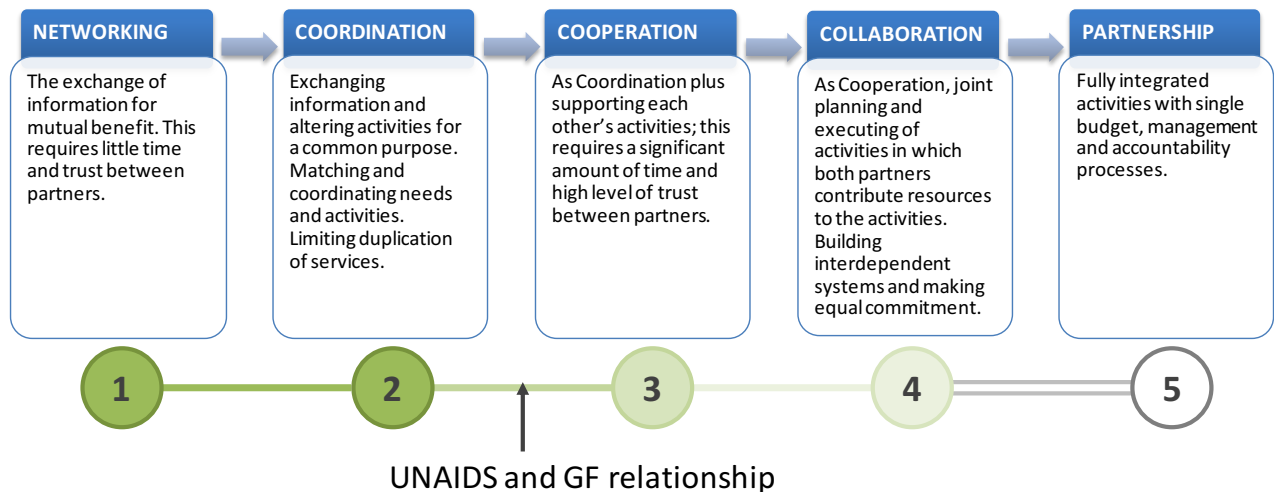 NETWORKING
The exchange of
information for
mutual benefit. This
requires little time
and trust between
partners.
COORDINATION
Exchanging
information and
altering activities for
a common purpose.
Matching and
coordinating needs
and activities.
Limiting duplication
of services.
COOPERATION
As Coordination plus
supporting each
other’s activities; this
requires a significant
amount of time and
high level of trust
between partners.
COLLABORATION
As Cooperation, joint
planning and
executing of
activities in which
both partners
contribute resources
to the activities.
Building
interdependent
systems and making
equal commitment.
PARTNERSHIP
Fully integrated
activities with single
budget, management
and accountability
processes.
1
2
3
4
5
UNAIDS and GF relationship